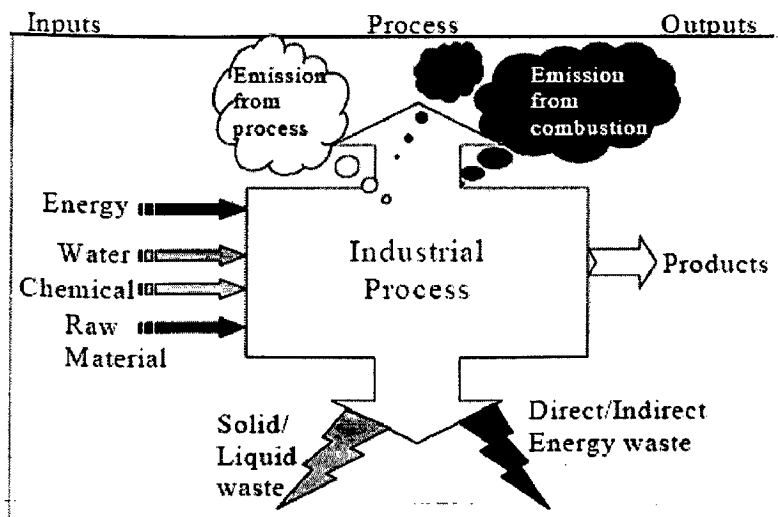 Inputs
Process
Outputs
Emission
from
process
Emission
from
combustion
Energy
Water
Chemical
Raw
Material
Industrial
Process
Products
Solid/
Liquid
waste
Direct/Indirect
Energy waste